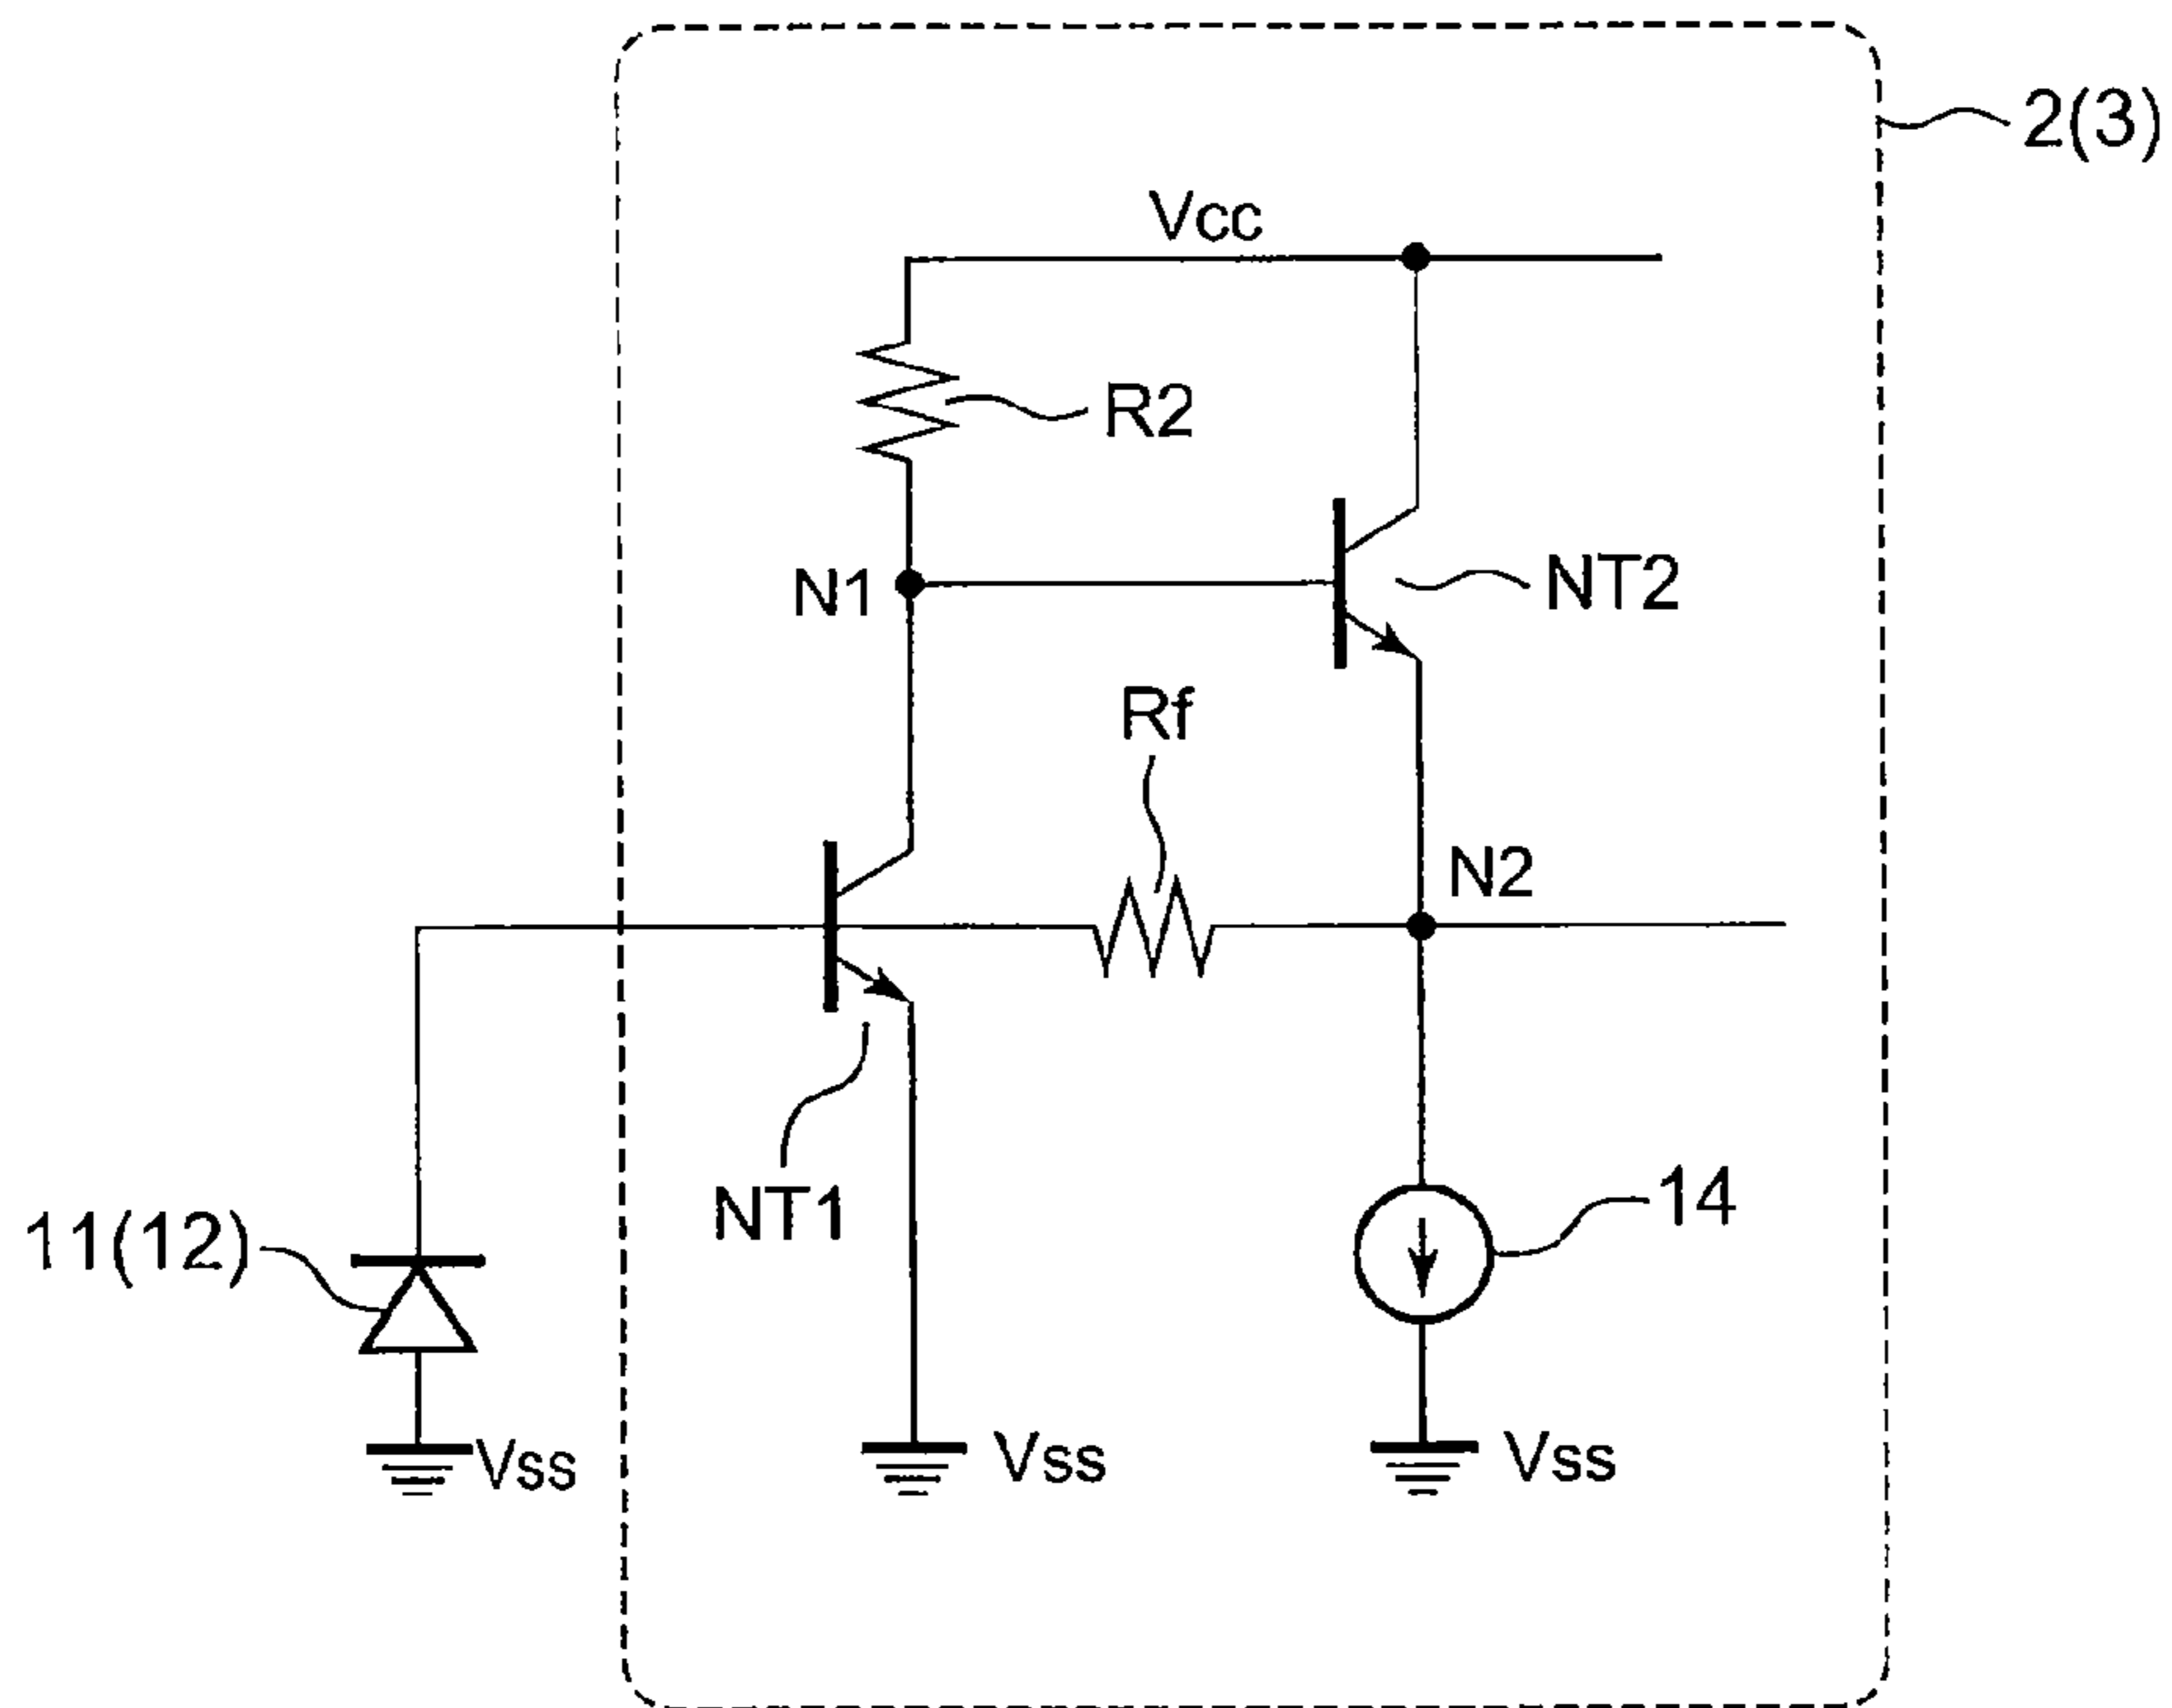 2(3)
Vcc
R2
N1
NT2
Rf
N2
NT1
14
11(12)
Vss
Vss
Vss